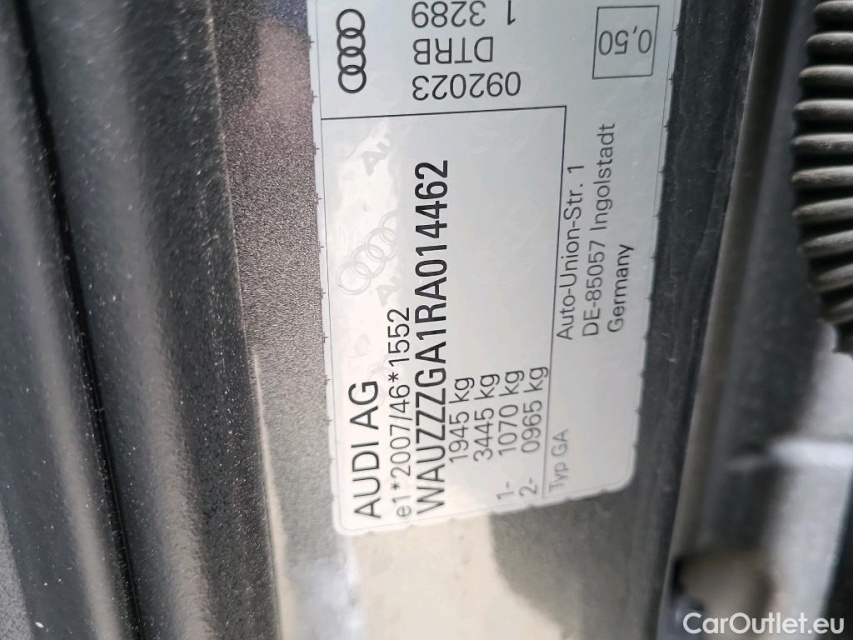 AUDI AG
e1*2007/46*1552
WAUZZZGA1RA014462
1945 kg
3445 kg
1- 1070 kg
2- 0965 kg
Typ GA
Auto-Union-Str. 1
DE-85057 Ingolstadt
Germany
092023
DTRB
1 3289
0,50
CarOutlet.eu